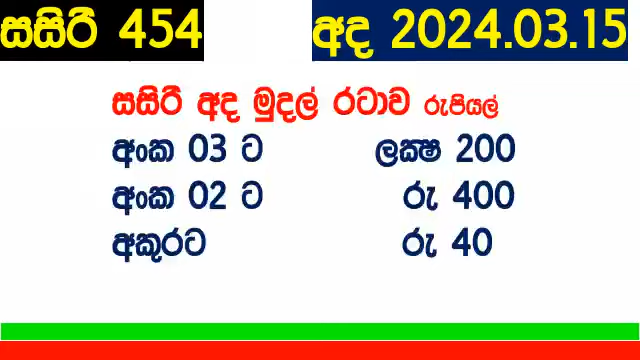 සසිරි 454 අද 2024.03.15
සසිරි අද මුදල් රටාව රුපියල්
අංක 03 ට ලක්ෂ 200
අංක 02 ට රු 400
අකුරට රු 40